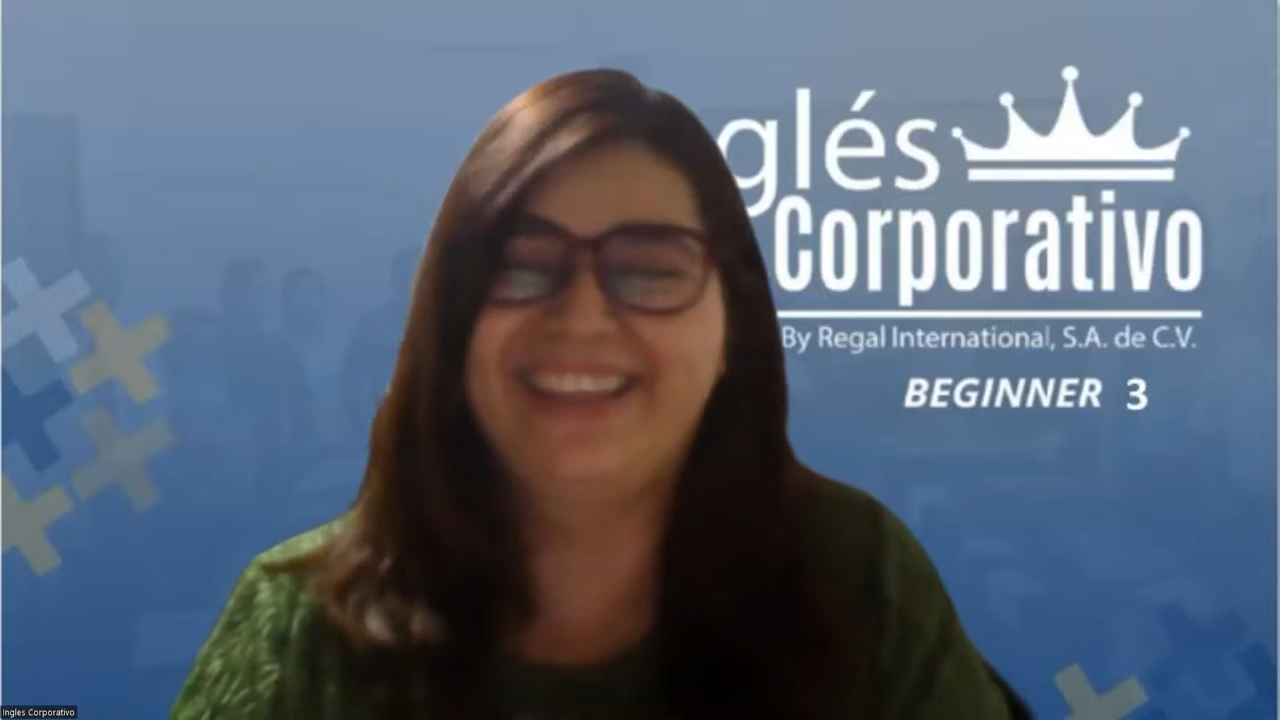 glés
Corporativo
By Regal International, S.A. de C.V.
BEGINNER 3
Ingles Corporativo